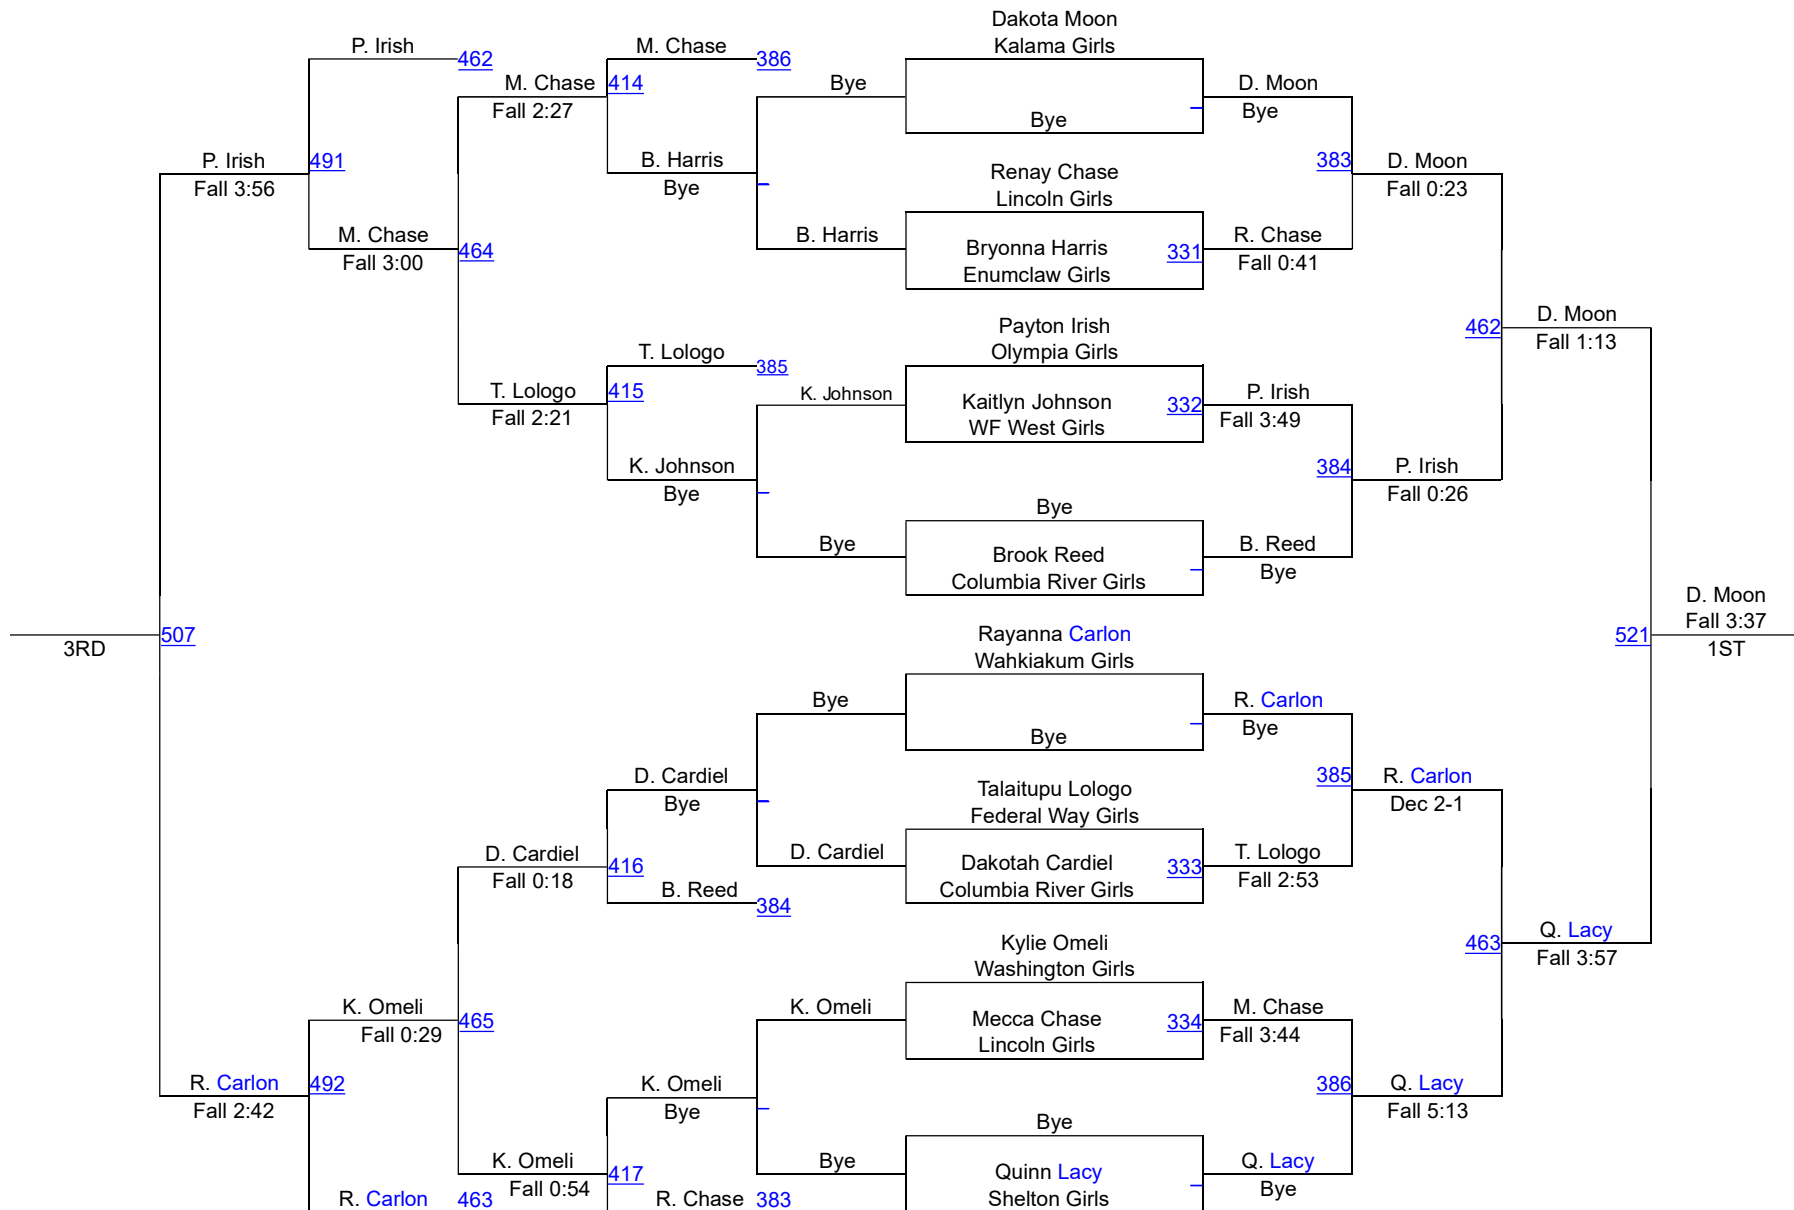 Dakota Moon
P. Irish
M. Chase
Kalama Girls
462
386
M. Chase
414
Bye
D. Moon
Fall 2:27
Bye
Bye
P. Irish
491
B. Harris
383
D. Moon
Fall 3:56
Bye
Renay Chase
Fall 0:23
Lincoln Girls
M. Chase
464
B. Harris
Bryonna Harris
331
R. Chase
Fall 3:00
Enumclaw Girls
Fall 0:41
Payton Irish
462
D. Moon
T. Lologo
385
Olympia Girls
Fall 1:13
T. Lologo
415
K. Johnson
Kaitlyn Johnson
332
P. Irish
Fall 2:21
WF West Girls
Fall 3:49
K. Johnson
384
P. Irish
Bye
Fall 0:26
Bye
Bye
Brook Reed
B. Reed
Columbia River Girls
Bye
D. Moon
Fall 3:37
3RD
507
Rayanna Carlon
521
1ST
Wahkiakum Girls
Bye
R. Carlon
Bye
Bye
D. Cardiel
385
R. Carlon
Bye
Talaitupu Lologo
Dec 2-1
Federal Way Girls
D. Cardiel
416
D. Cardiel
Dakotah Cardiel
333
T. Lologo
Fall 0:18
Columbia River Girls
Fall 2:53
B. Reed
384
Kylie Omeli
463
Q. Lacy
Washington Girls
Fall 3:57
K. Omeli
465
K. Omeli
Mecca Chase
334
M. Chase
Fall 0:29
Lincoln Girls
Fall 3:44
R. Carlon
492
K. Omeli
386
Q. Lacy
Fall 2:42
Bye
Fall 5:13
Bye
K. Omeli
417
Bye
Quinn Lacy
Q. Lacy
Fall 0:54
Shelton Girls
Bye
R. Carlon
463
R. Chase
383